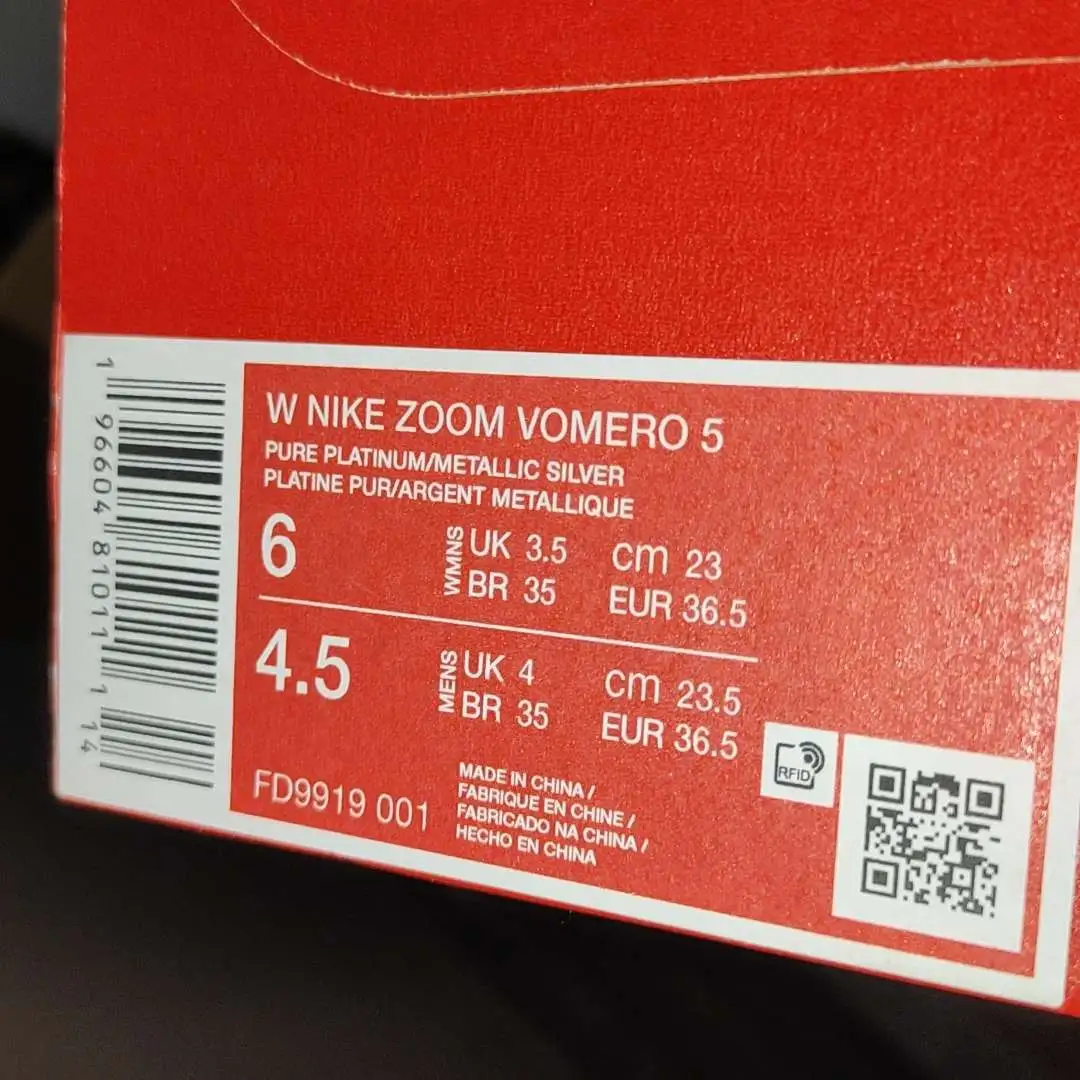 1 96604 81011 1 14
W NIKE ZOOM VOMERO 5
PURE PLATINUM/METALLIC SILVER
PLATINE PUR/ARGENT METALLIQUE
6 WMNS UK 3.5 cm 23
BR 35 EUR 36.5
4.5 MENS UK 4 cm 23.5
BR 35 EUR 36.5
FD9919 001
MADE IN CHINA /
FABRIQUE EN CHINE /
FABRICADO NA CHINA /
HECHO EN CHINA
RFID